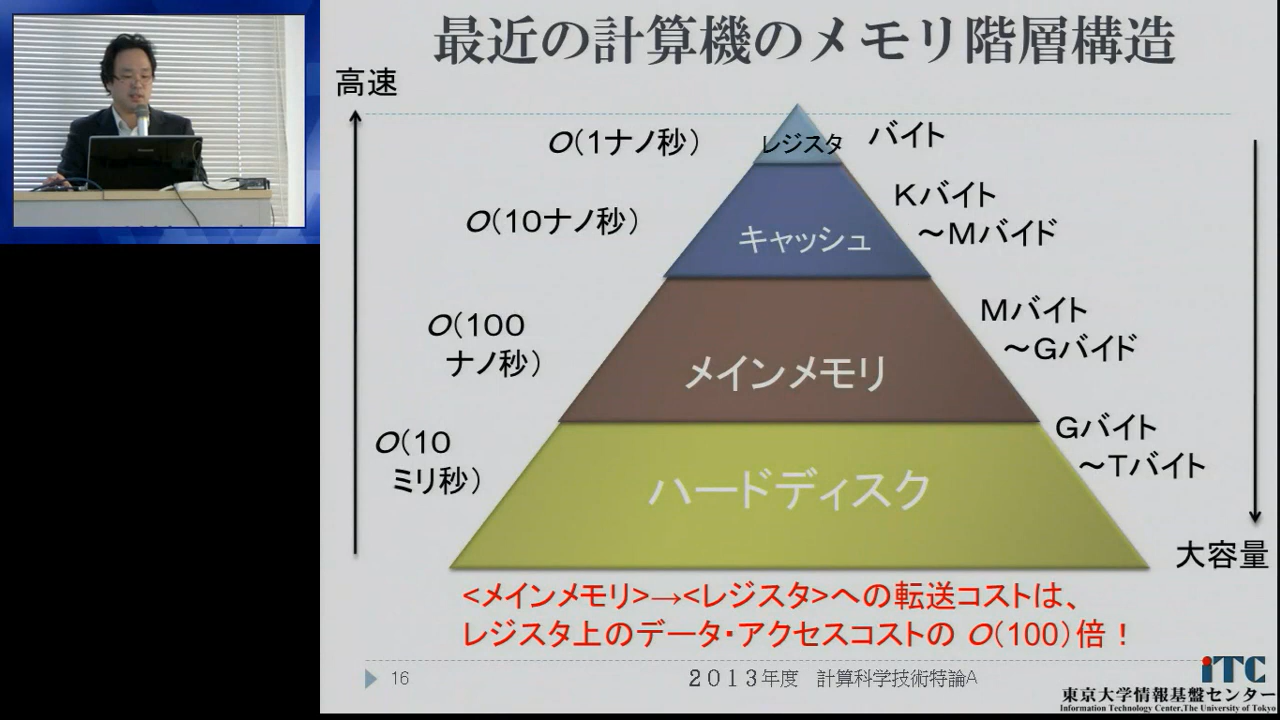 最近の計算機のメモリ階層構造
高速
O(1ナノ秒)
レジスタ
バイト
O(10ナノ秒)
キャッシュ
Kバイト
～Mバイド
O(100
ナノ秒)
メインメモリ
Mバイト
～Gバイド
O(10
ミリ秒)
ハードディスク
Gバイト
～Tバイト
大容量
<メインメモリ>→<レジスタ>への転送コストは、
レジスタ上のデータ・アクセスコストの O(100)倍！
16
２０１３年度 計算科学技術特論A
iTC
東京大学情報基盤センター
Information Technology Center,The University of Tokyo